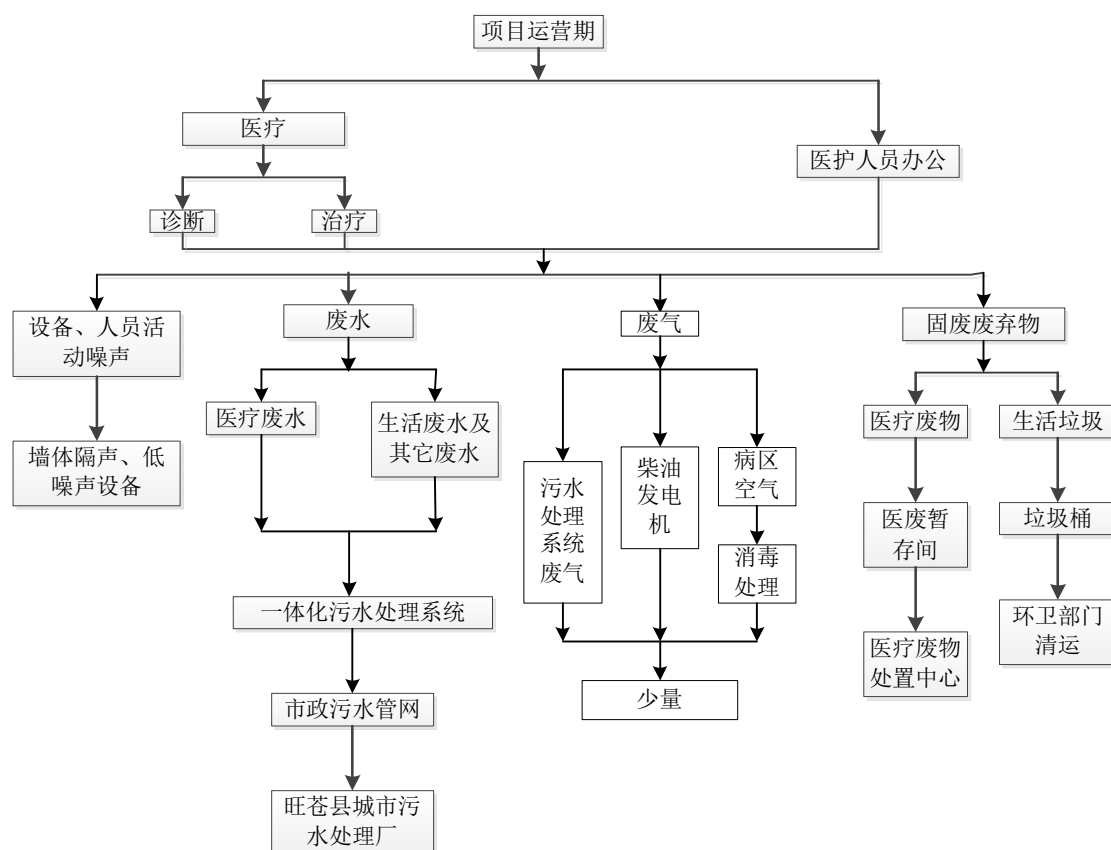 项目运营期
医疗
医护人员办公
诊断
治疗
设备、人员活
动噪声
废水
废气
固废废弃物
墙体隔声、低
噪声设备
医疗废水
生活废水及
其它废水
污水
处理
系统
废气
柴油
发电
机
病区
空气
消毒
处理
医疗废物
生活垃圾
医废暂
存间
垃圾桶
医疗废物
处置中心
环卫部门
清运
一体化污水处理系统
少量
市政污水管网
旺苍县城市污
水处理厂